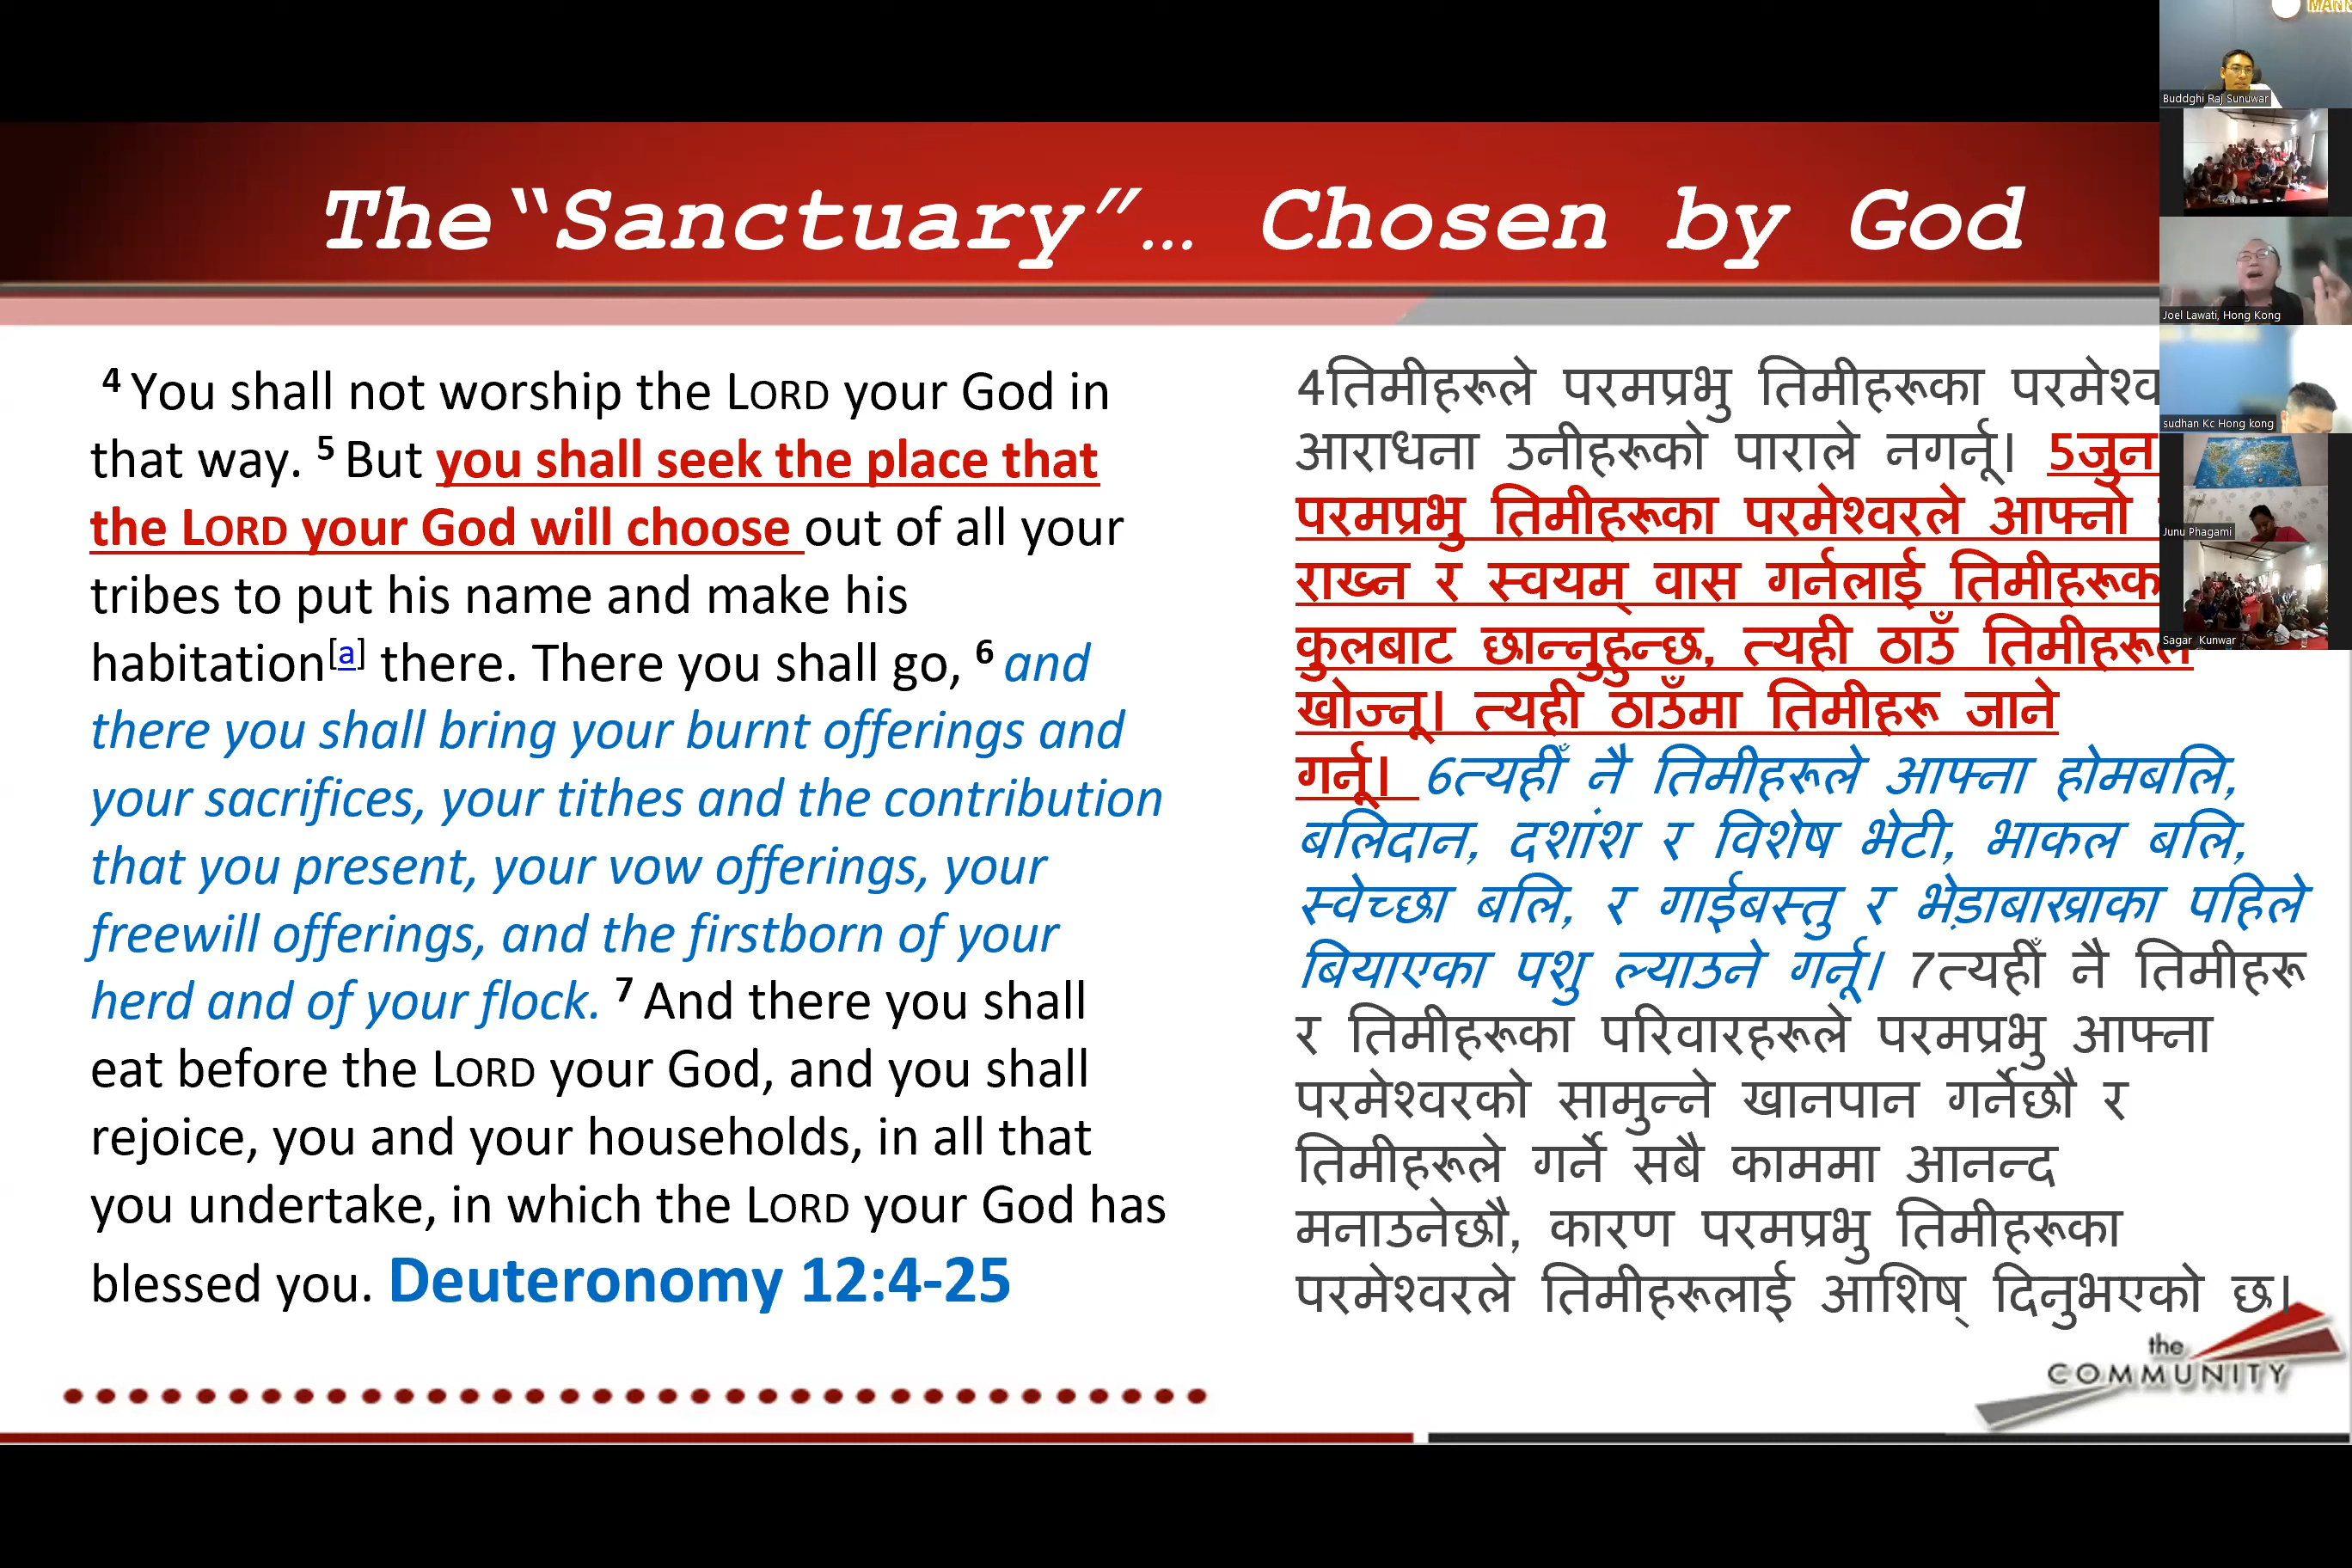 The“Sanctuary”… Chosen by God
4 You shall not worship the LORD your God in
that way. 5 But you shall seek the place that
the LORD your God will choose out of all your
tribes to put his name and make his
habitation[a] there. There you shall go, 6 and
there you shall bring your burnt offerings and
your sacrifices, your tithes and the contribution
that you present, your vow offerings, your
freewill offerings, and the firstborn of your
herd and of your flock. 7 And there you shall
eat before the LORD your God, and you shall
rejoice, you and your households, in all that
you undertake, in which the LORD your God has
blessed you. Deuteronomy 12:4-25
4तिमीहरूले परमप्रभु तिमीहरूका
आराधना उनीहरूको पाराले नगर्नू। 5जुन
परमप्रभु तिमीहरूका परमेश्वरले आफ्नो
राख्न र स्वयम् वास गर्नलाई
कुलबाट छान्नुहुन्छ, त्यही ठाउँ तिमीहरूले
खोज्नू। त्यही ठाउँमा तिमीहरू जाने
गर्नू। 6त्यहीँ नै तिमीहरूले आफ्ना होमबलि,
बलिदान, दशांश र विशेष भेटी, भाकल बलि,
स्वेच्छा बलि, र गाईबस्तु र भेड़ाबाख्राका पहिले
बियाएका पशु ल्याउने गर्नू। 7त्यहीँ नै तिमीहरू
र तिमीहरूका परिवारहरूले परमप्रभु आफ्ना
परमेश्वरको सामुन्ने खानपान गर्नेछौ र
तिमीहरूले गर्ने सबै काममा आनन्द
मनाउनेछौ, कारण परमप्रभु तिमीहरूका
परमेश्वरले तिमीहरूलाई आशिष् दिनुभएको छ।
the
COMMUNITY
Buddghi Raj Sunuwar
Joel Lawati, Hong Kong
sudhan Kc Hong kong
Junu Phagami
Sagar Kunwar